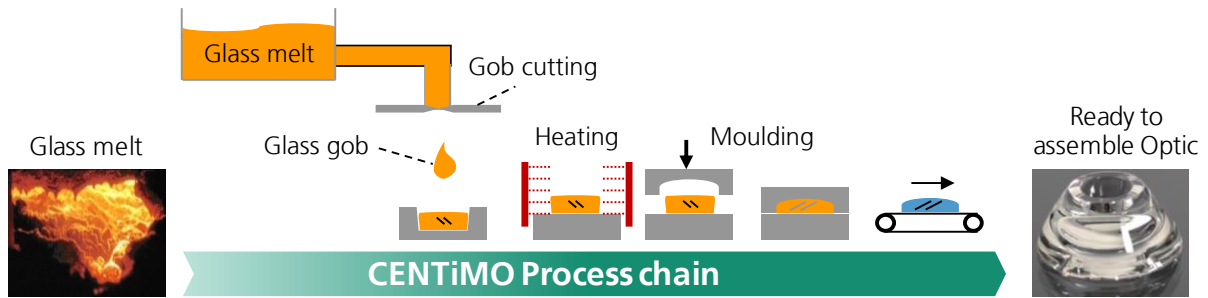 Glass melt
Gob cutting
Glass melt
Glass gob
Heating
Moulding
Ready to
assemble Optic
CENTiMO Process chain